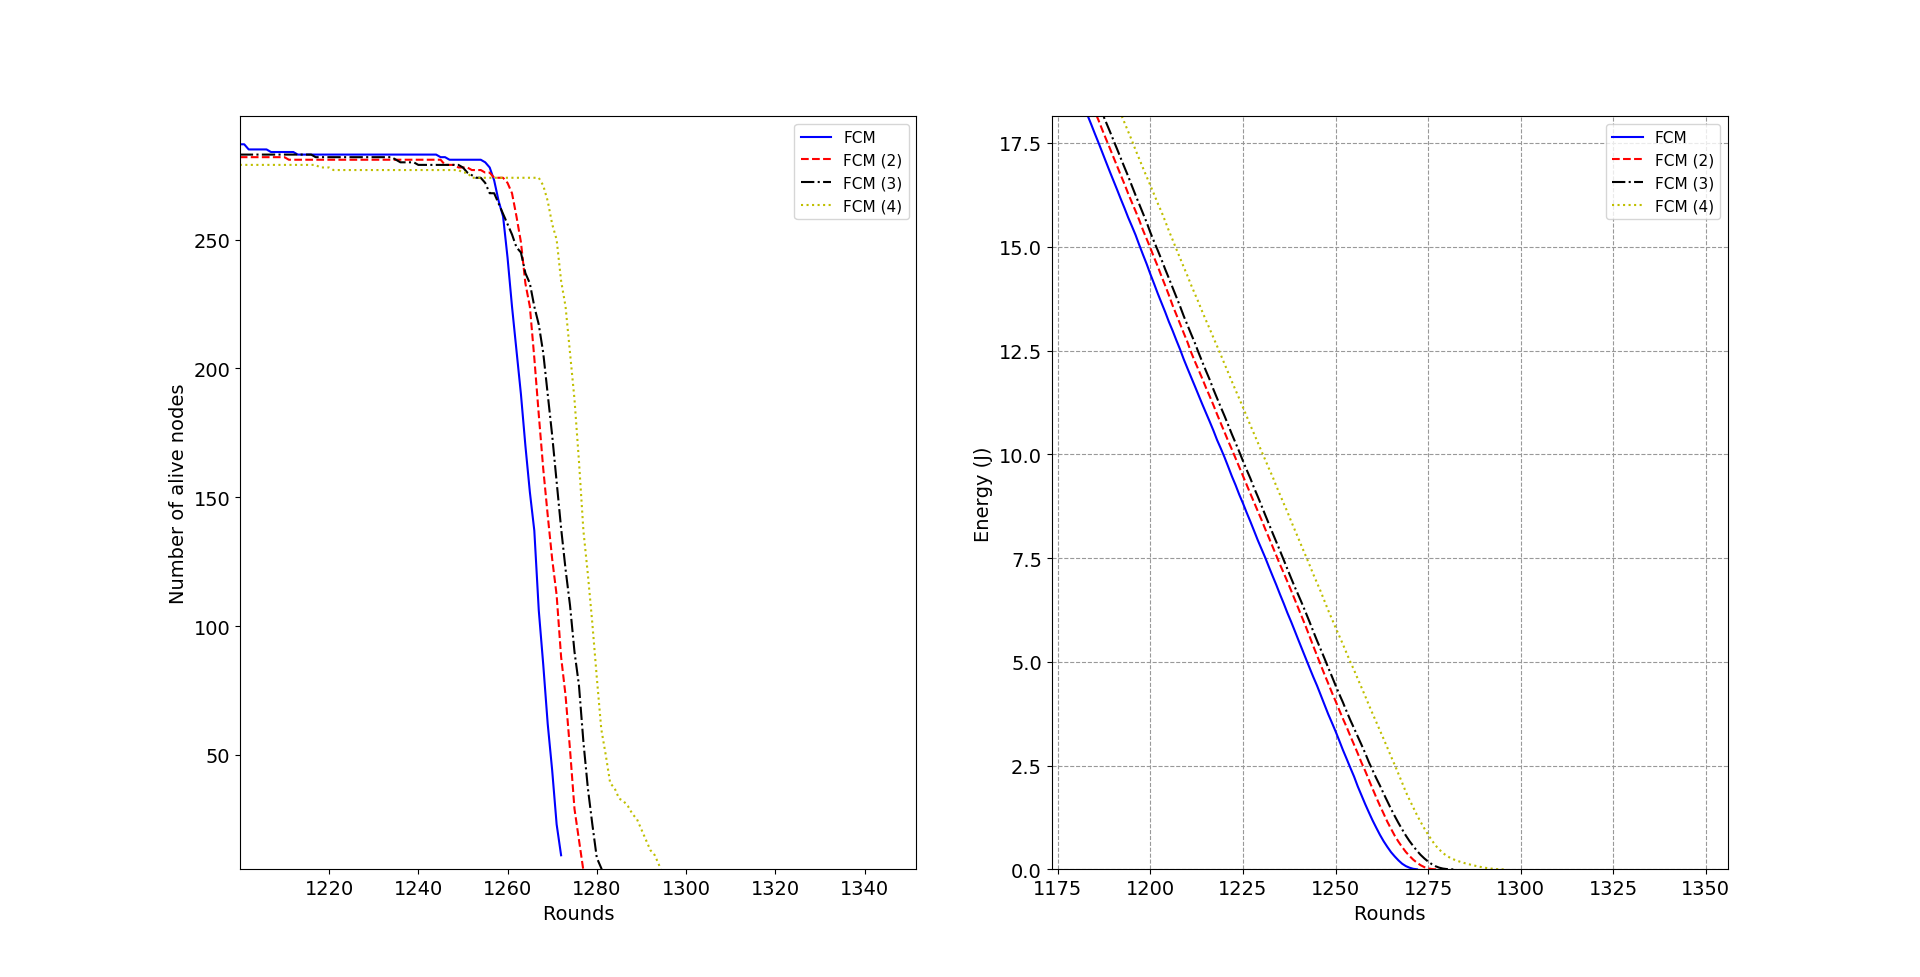 FCM
FCM (2)
FCM (3)
FCM (4)
250
200
150
100
50
Number of alive nodes
1220 1240 1260 1280 1300 1320 1340
Rounds
FCM
FCM (2)
FCM (3)
FCM (4)
17.5
15.0
12.5
10.0
7.5
5.0
2.5
0.0
Energy (J)
1175 1200 1225 1250 1275 1300 1325 1350
Rounds